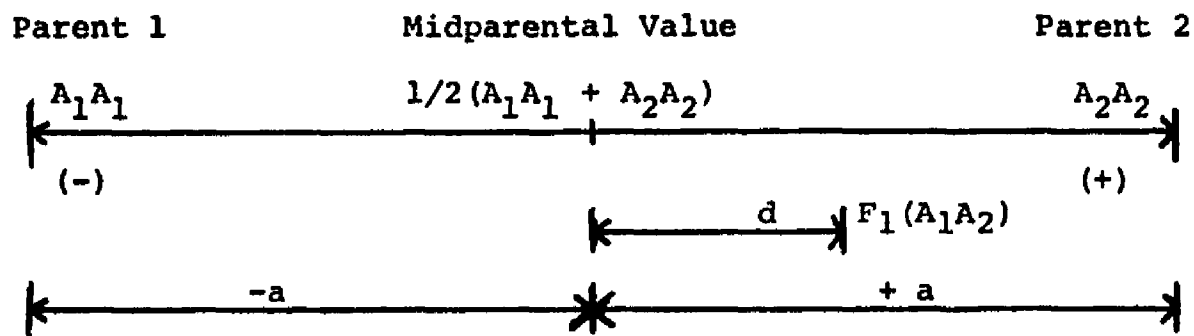 Parent 1 Midparental Value Parent 2
A₁A₁ 1/2(A₁A₁ + A₂A₂) A₂A₂
(-) (+)
d F₁(A₁A₂)
-a + a